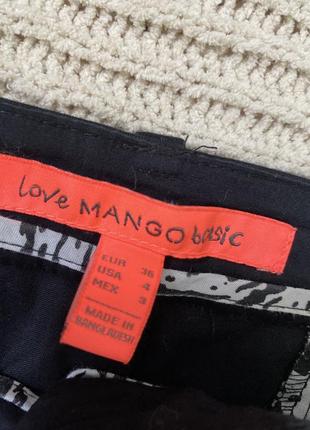 love MANGO basic
EUR 36
USA 4
MEX 3
MADE IN
BANGLADESH